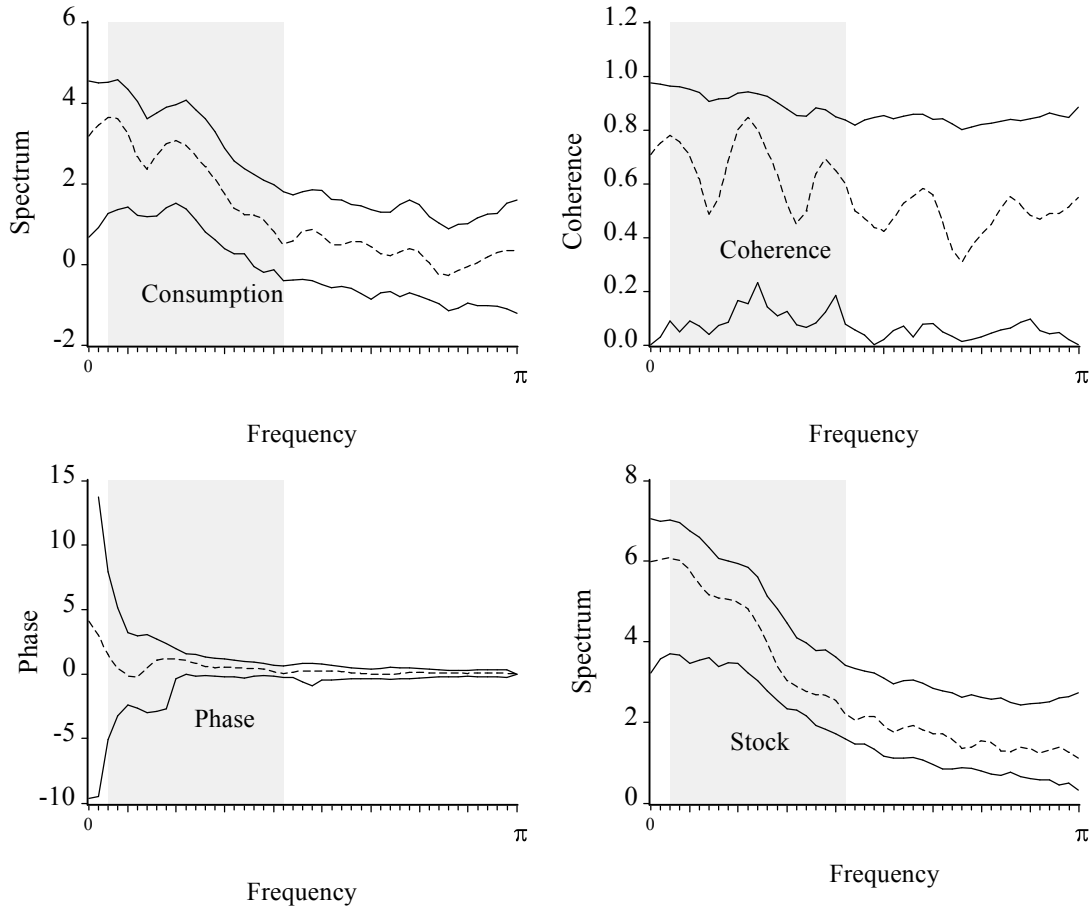 6
4
2
0
-2
Spectrum
Consumption
0
π
Frequency
1.2
1.0
0.8
0.6
0.4
0.2
0.0
Coherence
Coherence
0
π
Frequency
15
10
5
0
-5
-10
Phase
Phase
0
π
Frequency
8
6
4
2
0
Spectrum
Stock
0
π
Frequency